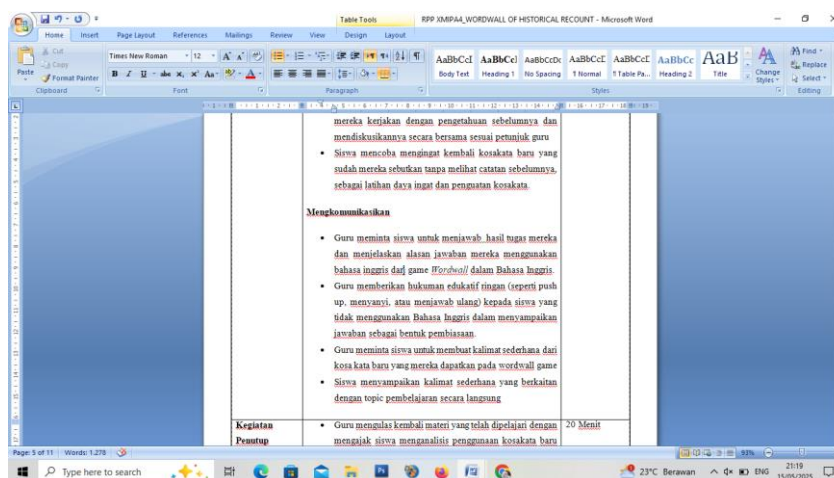 Table Tools
RPP XMIPA4_WORDWALL OF HISTORICAL RECOUNT - Microsoft Word
Home Insert Page Layout References Mailings Review View Design Layout
Paste
Cut
Copy
Format Painter
Clipboard
Times New Roman 12
Font
Paragraph
AaBbCcI AaBbCcI AaBbCcDc AaBbCcI AaBbCcI AaBbCc AaB
Body Text Heading 1 No Spacing ¶ Normal ¶ Table Pa... Heading 2 Title
Change Styles
Styles
Find
Replace
Select
Editing
mereka kerjakan dengan pengetahuan sebelumnya dan
mendiskusikannya secara bersama sesuai petunjuk guru
• Siswa mencoba mengingat kembali kosakata baru yang
sudah mereka sebutkan tanpa melihat catatan sebelumnya,
sebagai latihan daya ingat dan penguatan kosakata.
Mengkomunikasikan
• Guru meminta siswa untuk menjawab hasil tugas mereka
dan menjelaskan alasan jawaban mereka menggunakan
bahasa inggris dari game Wordwall dalam Bahasa Inggris.
• Guru memberikan hukuman edukatif ringan (seperti push
up, menyanyi, atau menjawab ulang) kepada siswa yang
tidak menggunakan Bahasa Inggris dalam menyampaikan
jawaban sebagai bentuk pembiasaan.
• Guru meminta siswa untuk membuat kalimat sederhana dari
kosa kata baru yang mereka dapatkan pada wordwall game
• Siswa menyampaikan kalimat sederhana yang berkaitan
dengan topic pembelajaran secara langsung
Kegiatan
Penutup
• Guru mengulas kembali materi yang telah dipelajari dengan
mengajak siswa menganalisis penggunaan kosakata baru
20 Menit
Page: 5 of 11 Words: 1.278
93%
Type here to search
23°C Berawan
ENG
21:19
15/05/2025